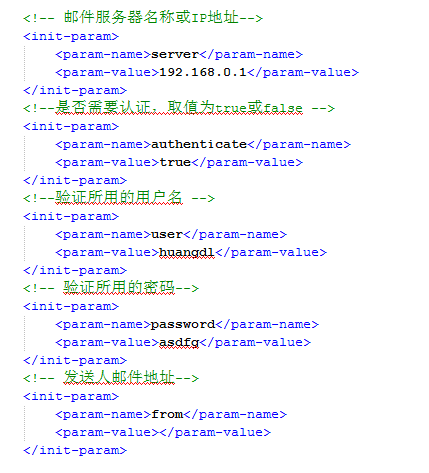 <!-- 邮件服务器名称或IP地址-->
<init-param>
<param-name>server</param-name>
<param-value>192.168.0.1</param-value>
</init-param>
<!--是否需要认证，取值为true或false -->
<init-param>
<param-name>authenticate</param-name>
<param-value>true</param-value>
</init-param>
<!--验证所用的用户名 -->
<init-param>
<param-name>user</param-name>
<param-value>huangdl</param-value>
</init-param>
<!-- 验证所用的密码-->
<init-param>
<param-name>password</param-name>
<param-value>asdfg</param-value>
</init-param>
<!-- 发送人邮件地址-->
<init-param>
<param-name>from</param-name>
<param-value></param-value>
</init-param>